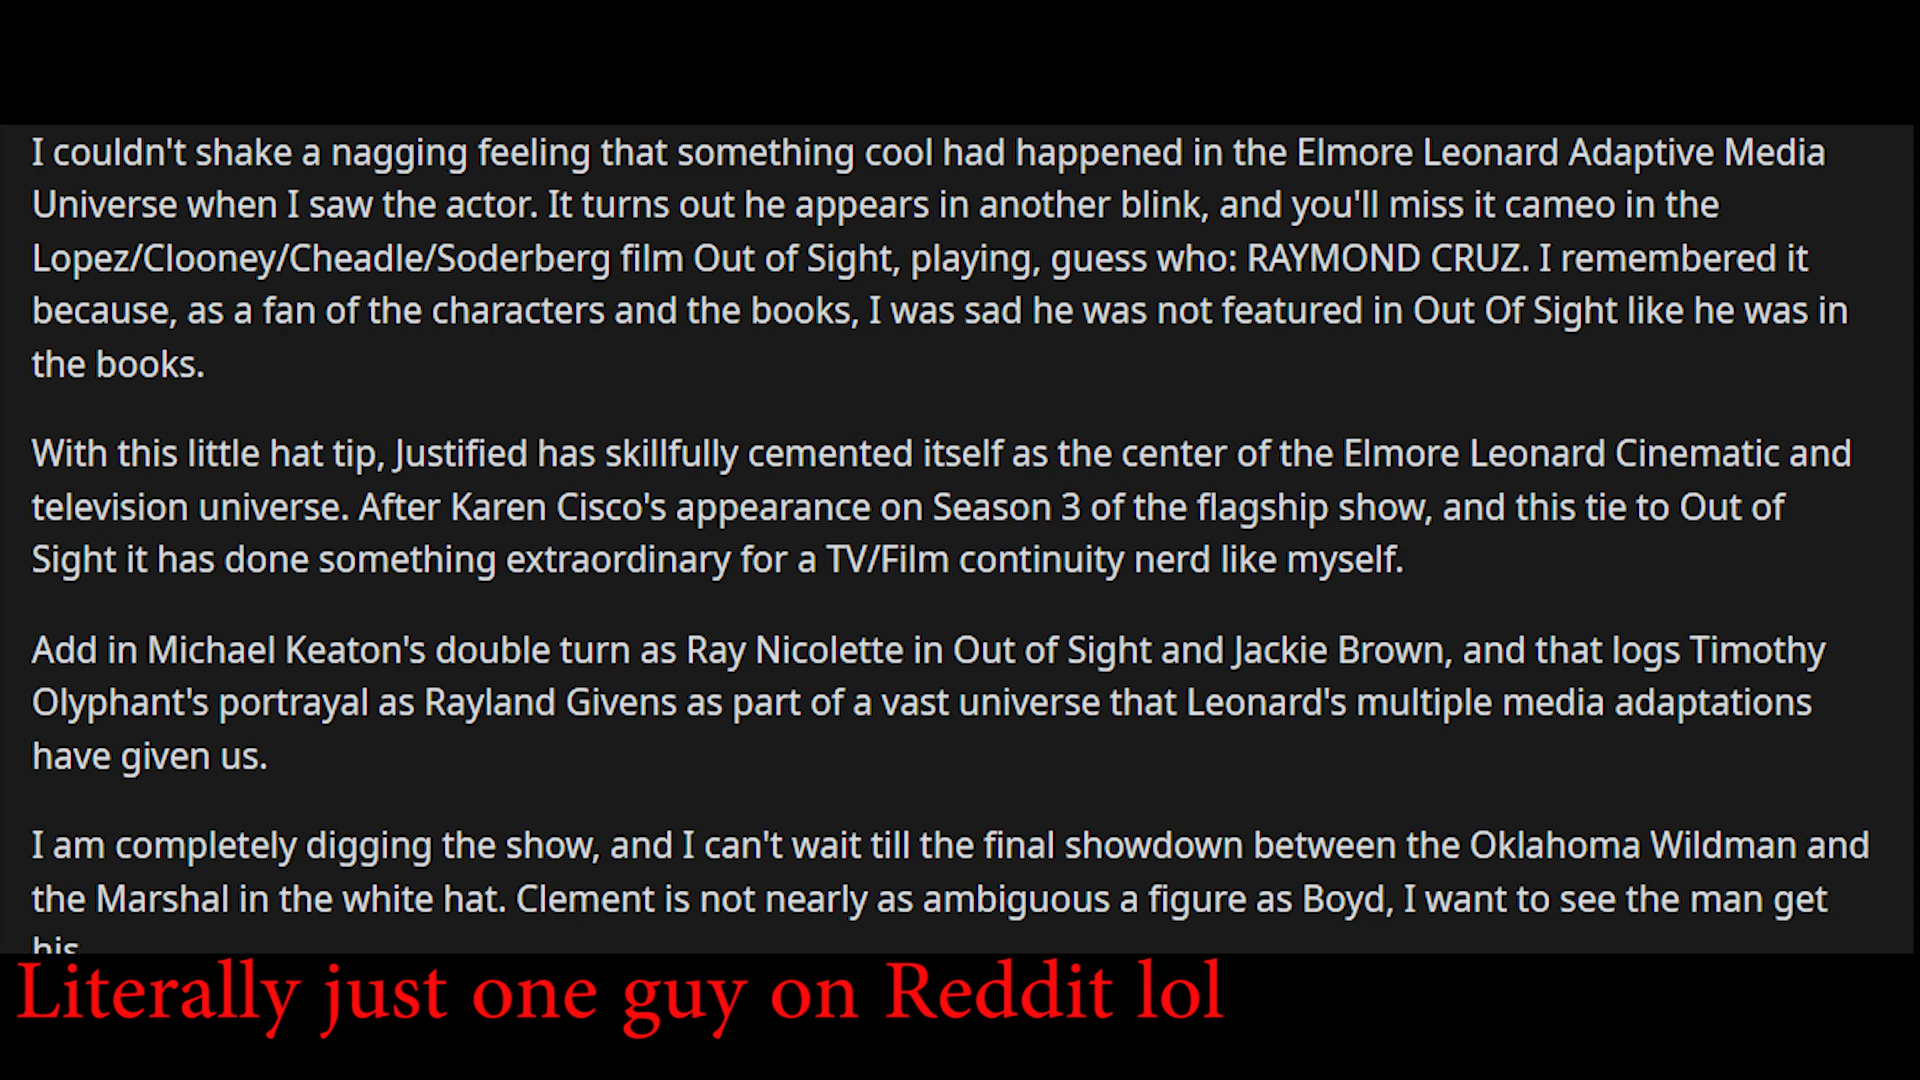 I couldn't shake a nagging feeling that something cool had happened in the Elmore Leonard Adaptive Media
Universe when I saw the actor. It turns out he appears in another blink, and you'll miss it cameo in the
Lopez/Clooney/Cheadle/Soderberg film Out of Sight, playing, guess who: RAYMOND CRUZ. I remembered it
because, as a fan of the characters and the books, I was sad he was not featured in Out Of Sight like he was in
the books.
With this little hat tip, Justified has skillfully cemented itself as the center of the Elmore Leonard Cinematic and
television universe. After Karen Cisco's appearance on Season 3 of the flagship show, and this tie to Out of
Sight it has done something extraordinary for a TV/Film continuity nerd like myself.
Add in Michael Keaton's double turn as Ray Nicolette in Out of Sight and Jackie Brown, and that logs Timothy
Olyphant's portrayal as Rayland Givens as part of a vast universe that Leonard's multiple media adaptations
have given us.
I am completely digging the show, and I can't wait till the final showdown between the Oklahoma Wildman and
the Marshal in the white hat. Clement is not nearly as ambiguous a figure as Boyd, I want to see the man get
his
Literally just one guy on Reddit lol